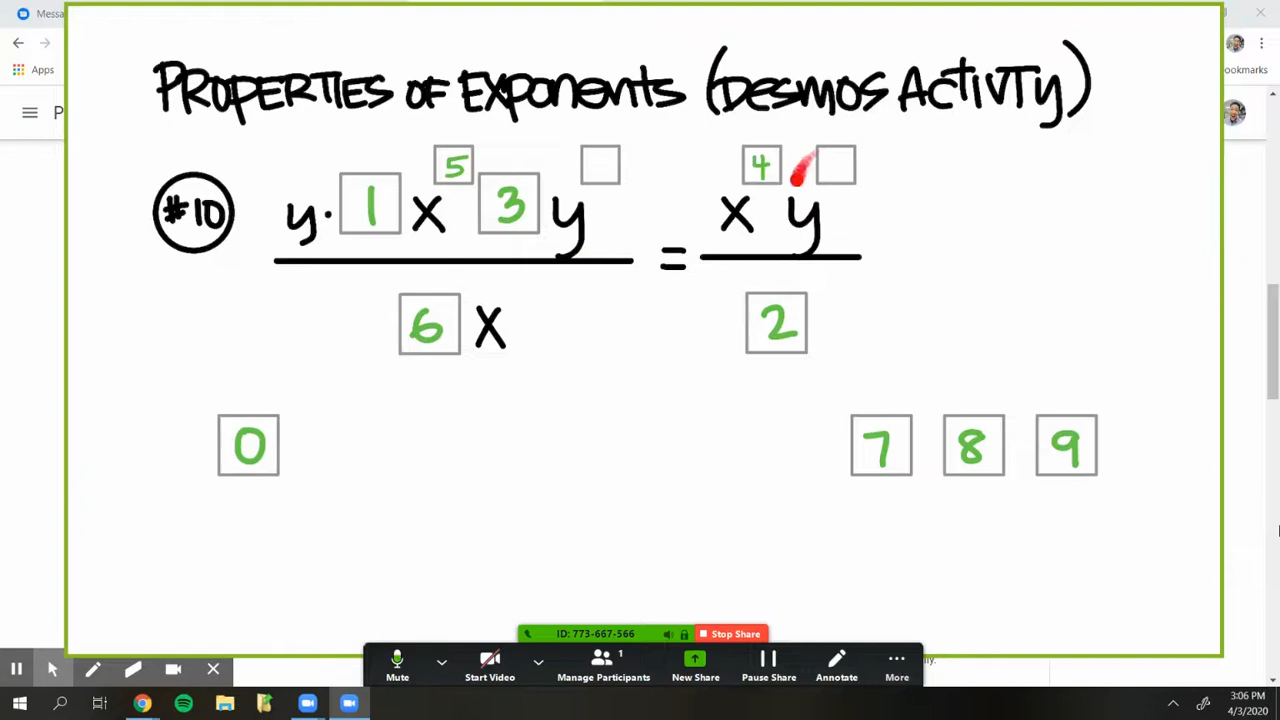 Messa
Apps
ookmarks
P
PROPERTIES OF EXPONENTS (DESMOS ACTIVITY)
#10
y · 1 x 5 3 y
6 x
=
x 4 y
2
0 7 8 9
ID: 773-667-566 Stop Share
Mute Start Video Manage Participants 1 New Share Pause Share Annotate More
3:06 PM
4/3/2020